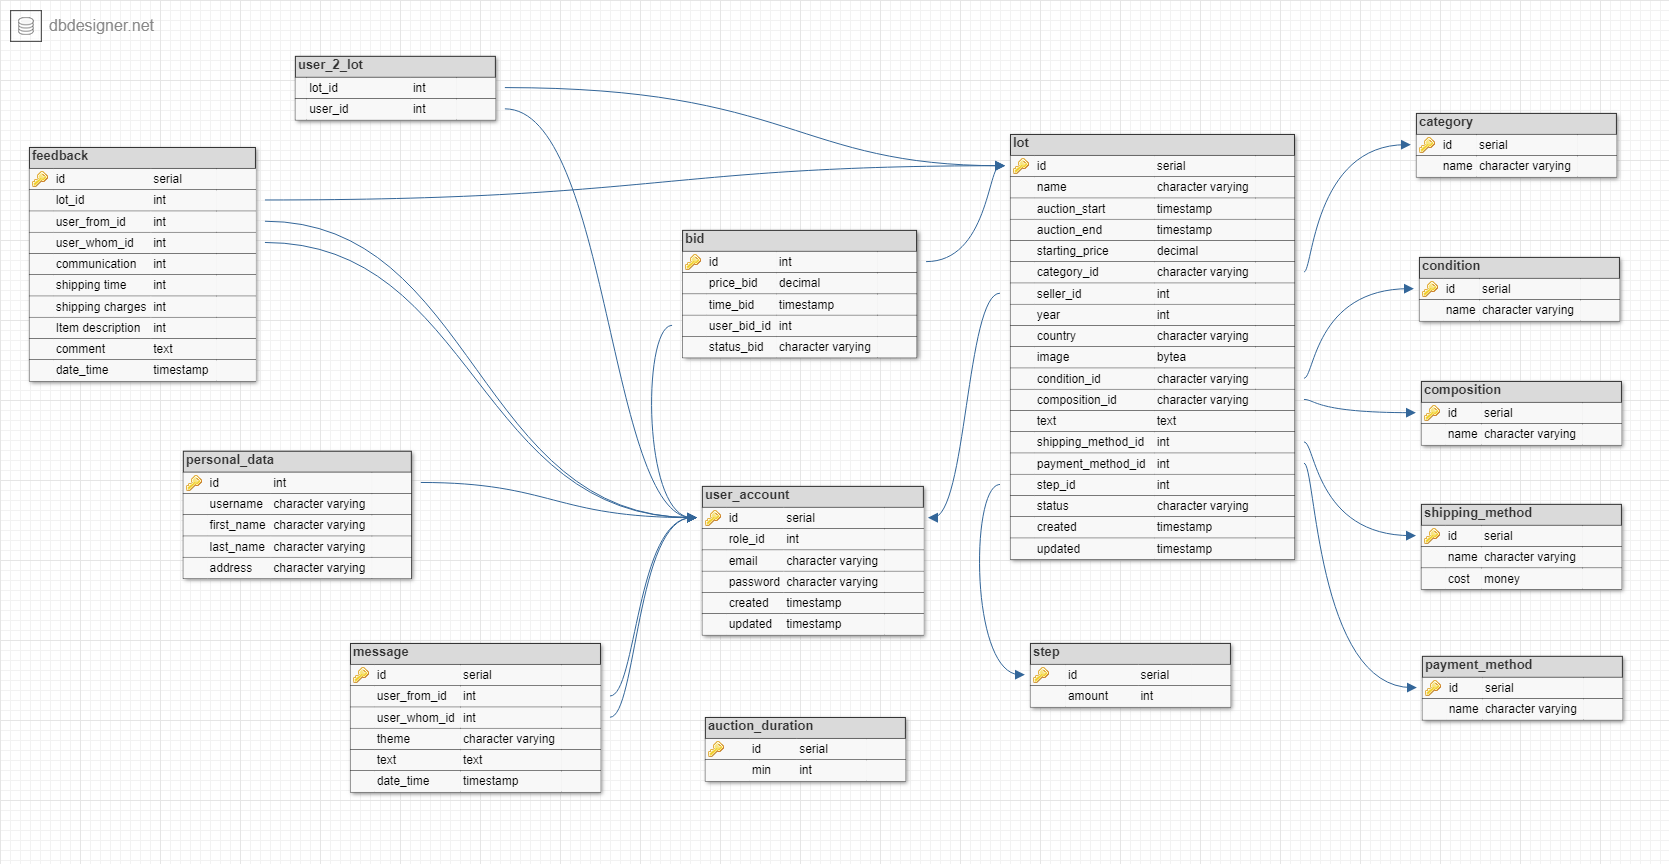 dbdesigner.net
user_2_lot
lot_id int
user_id int
feedback
id serial
lot_id int
user_from_id int
user_whom_id int
communication int
shipping time int
shipping charges int
Item description int
comment text
date_time timestamp
bid
id int
price_bid decimal
time_bid timestamp
user_bid_id int
status_bid character varying
lot
id serial
name character varying
auction_start timestamp
auction_end timestamp
starting_price decimal
category_id character varying
seller_id int
year int
country character varying
image bytea
condition_id character varying
composition_id character varying
text text
shipping_method_id int
payment_method_id int
step_id int
status character varying
created timestamp
updated timestamp
category
id serial
name character varying
condition
id serial
name character varying
composition
id serial
name character varying
shipping_method
id serial
name character varying
cost money
payment_method
id serial
name character varying
personal_data
id int
username character varying
first_name character varying
last_name character varying
address character varying
user_account
id serial
role_id int
email character varying
password character varying
created timestamp
updated timestamp
message
id serial
user_from_id int
user_whom_id int
theme character varying
text text
date_time timestamp
step
id serial
amount int
auction_duration
id serial
min int